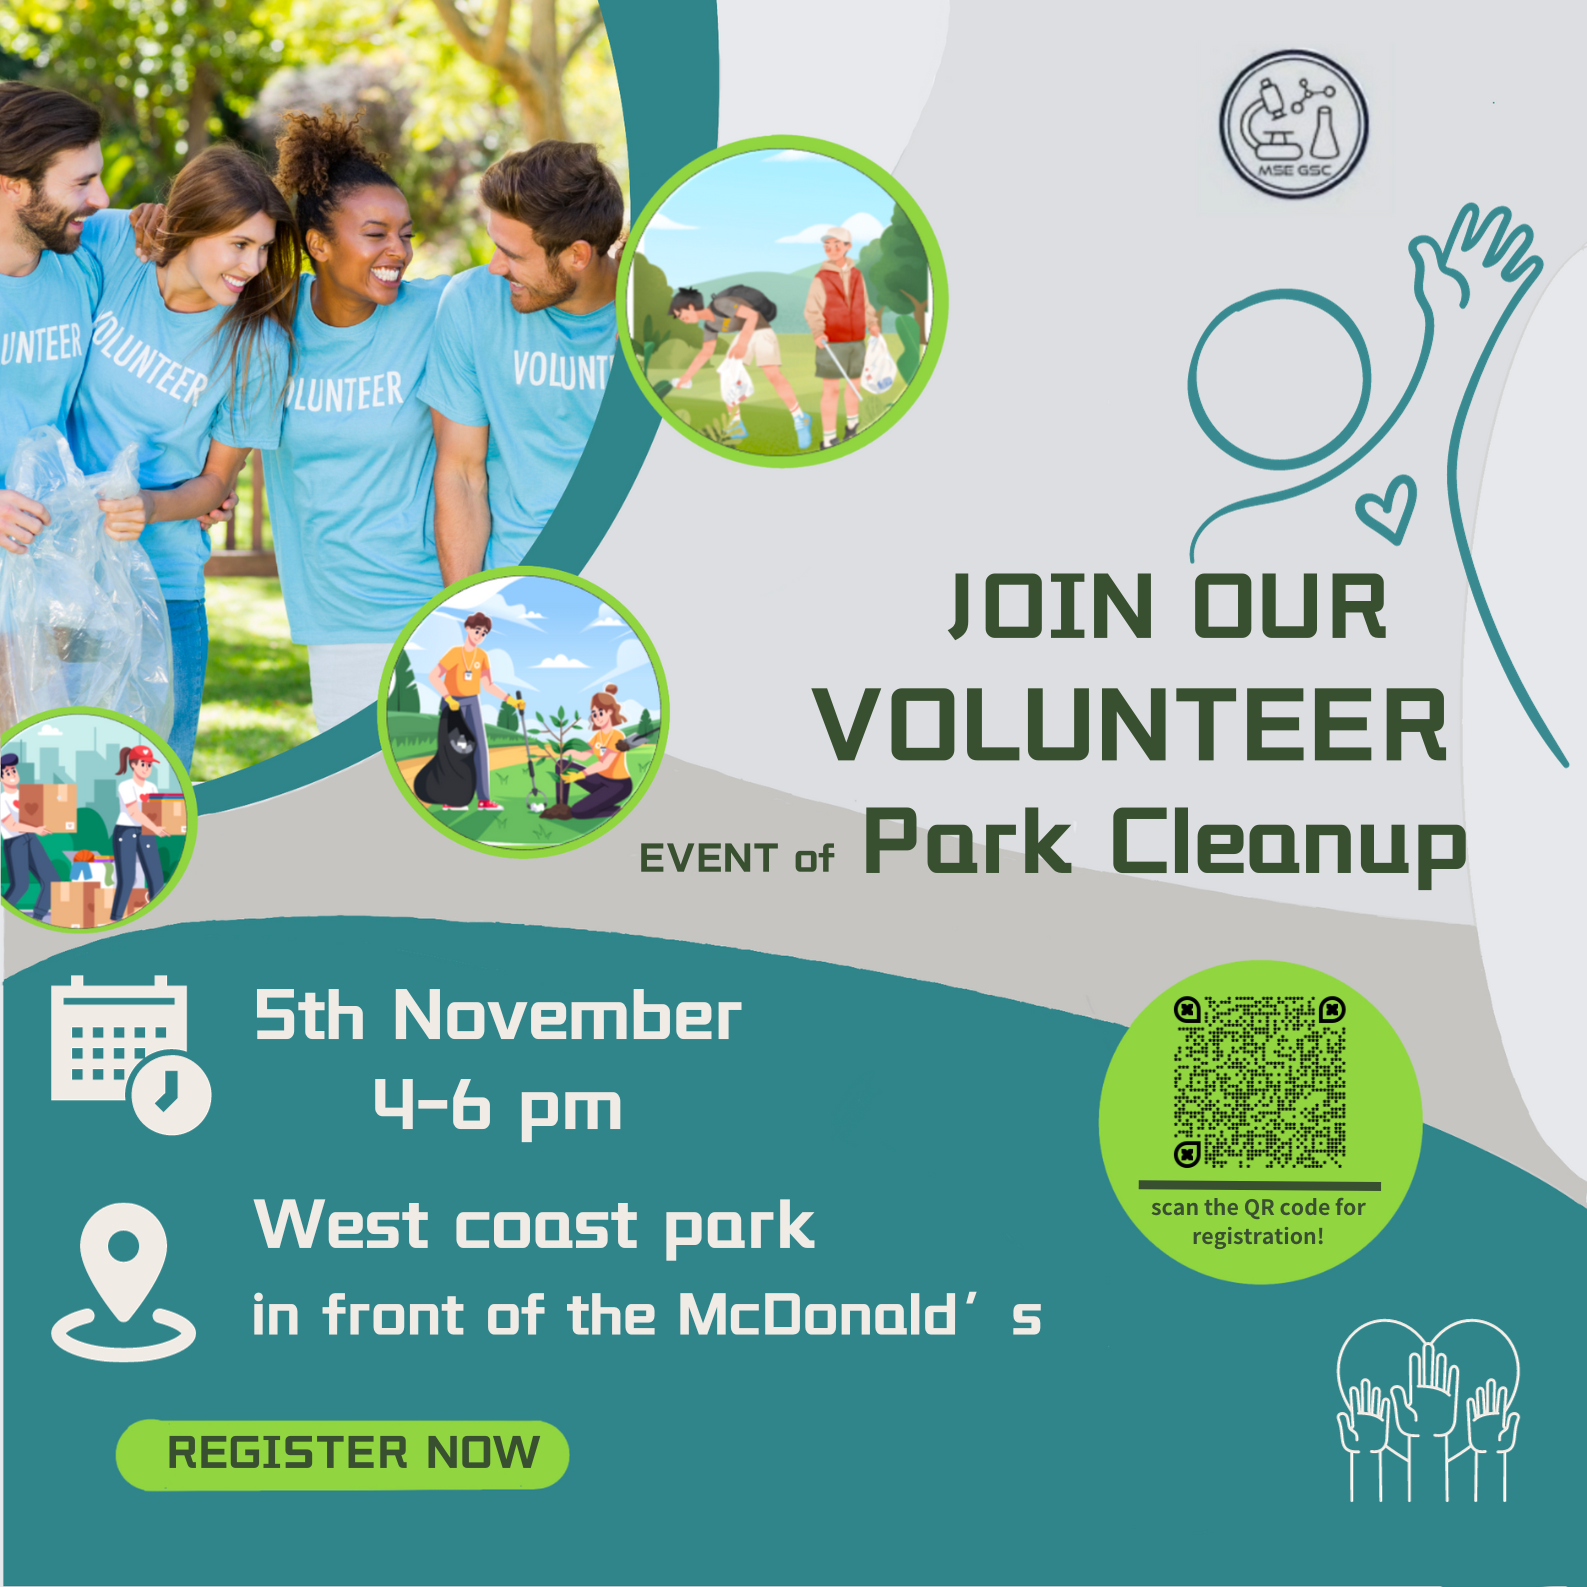 UNTEER
VOLUNTEER
OLUNTEER
VOLUNT
MSE GSC
JOIN OUR
VOLUNTEER
EVENT of Park Cleanup
5th November
4-6 pm
West coast park
in front of the McDonald’ s
scan the QR code for
registration!
REGISTER NOW